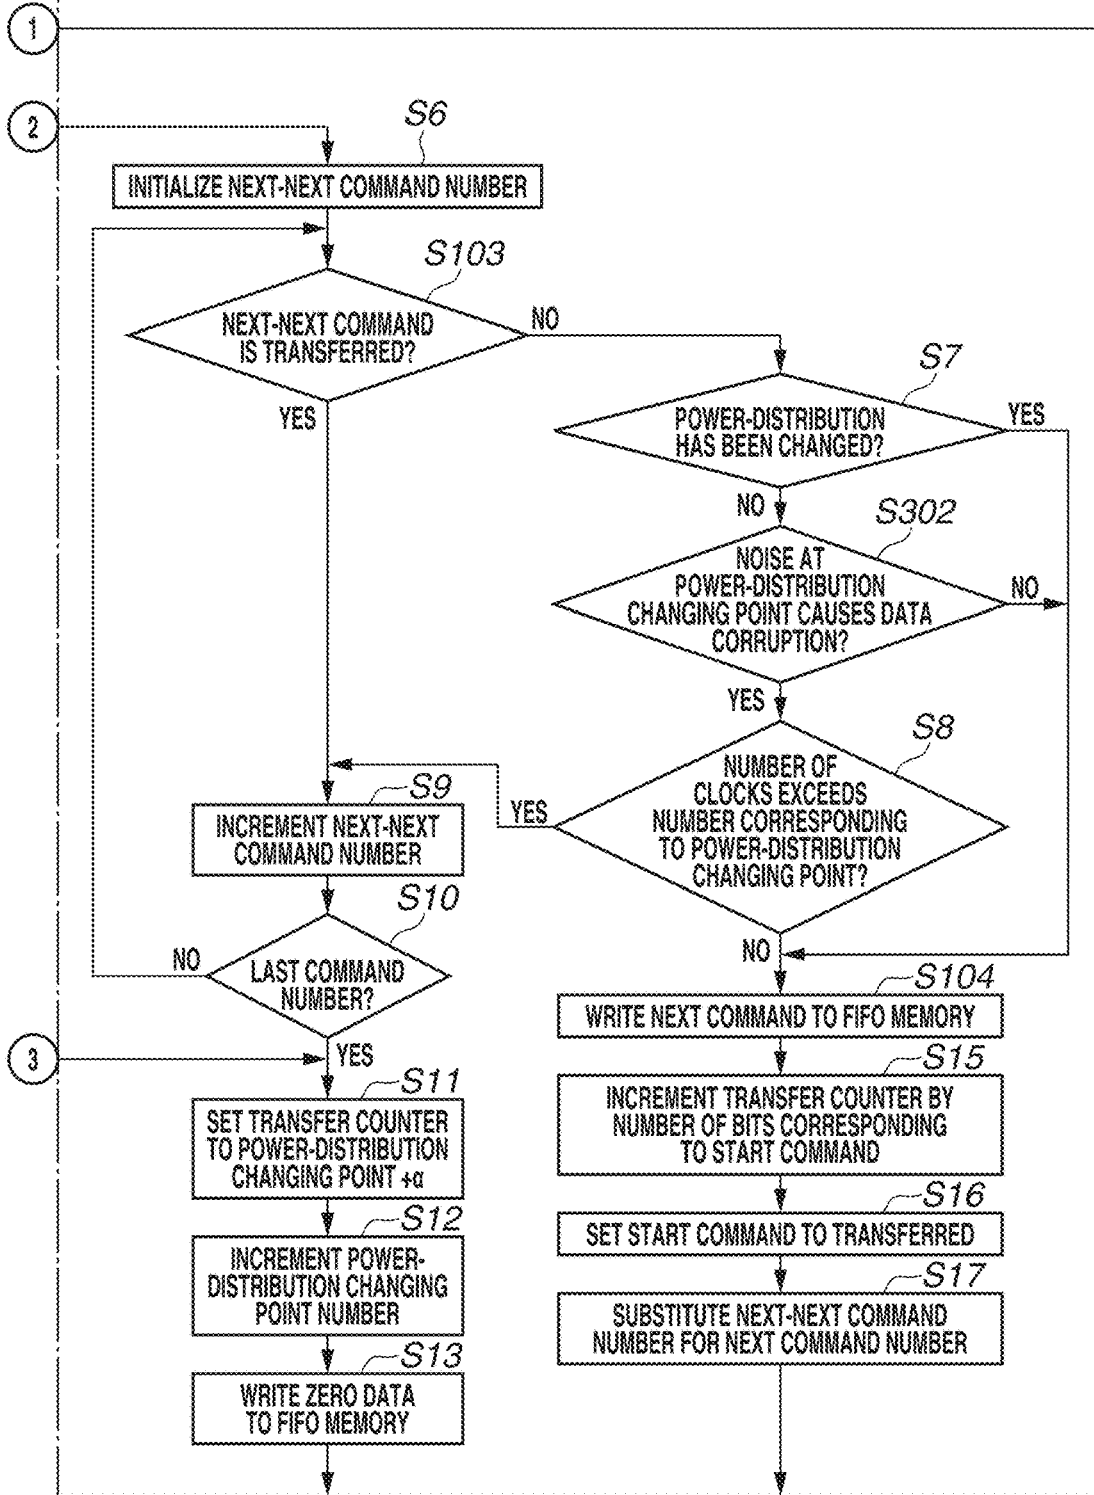 1
2
S6
INITIALIZE NEXT-NEXT COMMAND NUMBER
S103
NEXT-NEXT COMMAND
IS TRANSFERRED?
NO
YES
S7
POWER-DISTRIBUTION
HAS BEEN CHANGED?
YES
NO
S302
NOISE AT
POWER-DISTRIBUTION
CHANGING POINT CAUSES DATA
CORRUPTION?
NO
YES
S8
NUMBER OF
CLOCKS EXCEEDS
NUMBER CORRESPONDING
TO POWER-DISTRIBUTION
CHANGING POINT?
YES
NO
S9
INCREMENT NEXT-NEXT
COMMAND NUMBER
S10
LAST COMMAND
NUMBER?
NO
YES
3
S11
SET TRANSFER COUNTER
TO POWER-DISTRIBUTION
CHANGING POINT +α
S12
INCREMENT POWER-
DISTRIBUTION CHANGING
POINT NUMBER
S13
WRITE ZERO DATA
TO FIFO MEMORY
S104
WRITE NEXT COMMAND TO FIFO MEMORY
S15
INCREMENT TRANSFER COUNTER BY
NUMBER OF BITS CORRESPONDING
TO START COMMAND
S16
SET START COMMAND TO TRANSFERRED
S17
SUBSTITUTE NEXT-NEXT COMMAND
NUMBER FOR NEXT COMMAND NUMBER